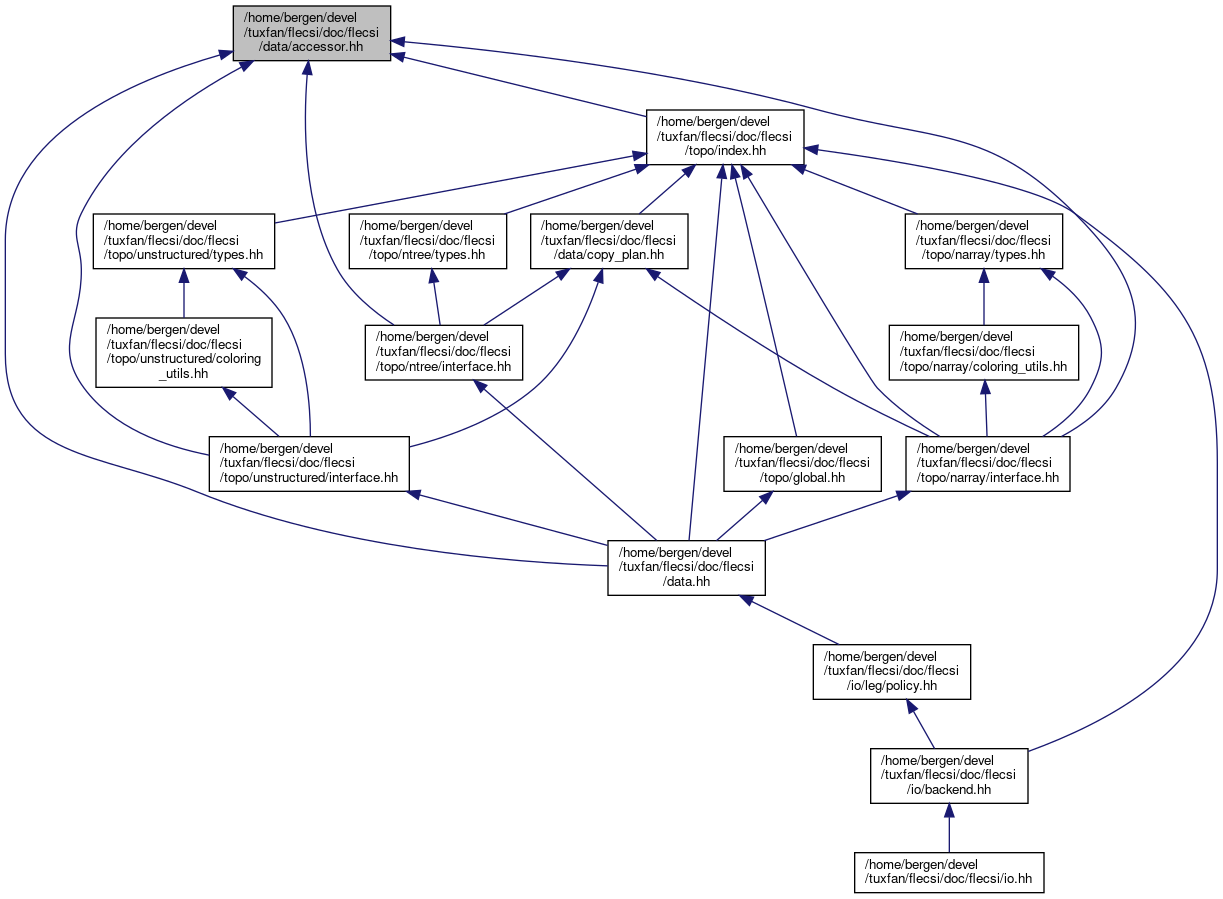 /home/bergen/devel
/tuxfan/flecsi/doc/flecsi
/data/accessor.hh
/home/bergen/devel
/tuxfan/flecsi/doc/flecsi
/topo/index.hh
/home/bergen/devel
/tuxfan/flecsi/doc/flecsi
/topo/unstructured/types.hh
/home/bergen/devel
/tuxfan/flecsi/doc/flecsi
/topo/ntree/types.hh
/home/bergen/devel
/tuxfan/flecsi/doc/flecsi
/data/copy_plan.hh
/home/bergen/devel
/tuxfan/flecsi/doc/flecsi
/topo/narray/types.hh
/home/bergen/devel
/tuxfan/flecsi/doc/flecsi
/topo/unstructured/coloring
_utils.hh
/home/bergen/devel
/tuxfan/flecsi/doc/flecsi
/topo/ntree/interface.hh
/home/bergen/devel
/tuxfan/flecsi/doc/flecsi
/topo/narray/coloring_utils.hh
/home/bergen/devel
/tuxfan/flecsi/doc/flecsi
/topo/unstructured/interface.hh
/home/bergen/devel
/tuxfan/flecsi/doc/flecsi
/topo/global.hh
/home/bergen/devel
/tuxfan/flecsi/doc/flecsi
/topo/narray/interface.hh
/home/bergen/devel
/tuxfan/flecsi/doc/flecsi
/data.hh
/home/bergen/devel
/tuxfan/flecsi/doc/flecsi
/io/leg/policy.hh
/home/bergen/devel
/tuxfan/flecsi/doc/flecsi
/io/backend.hh
/home/bergen/devel
/tuxfan/flecsi/doc/flecsi/io.hh